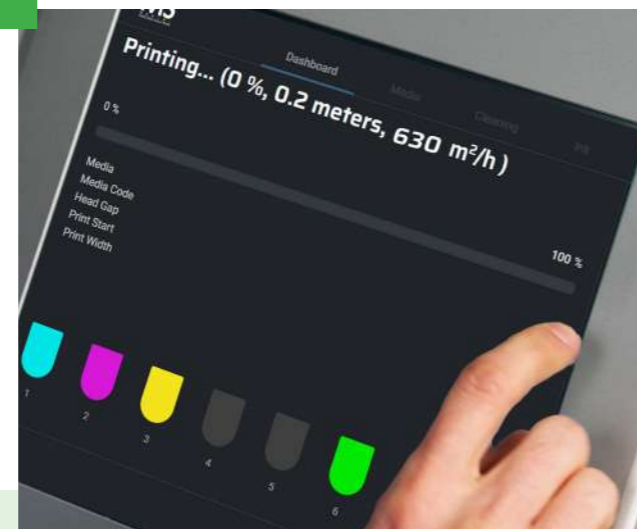 Dashboard
Media
Cleaning
Ink
Printing... (0 %, 0.2 meters, 630 m²/h )
0 %
100 %
Media
Media Code
Head Gap
Print Start
Print Width
1
2
3
4
5
6